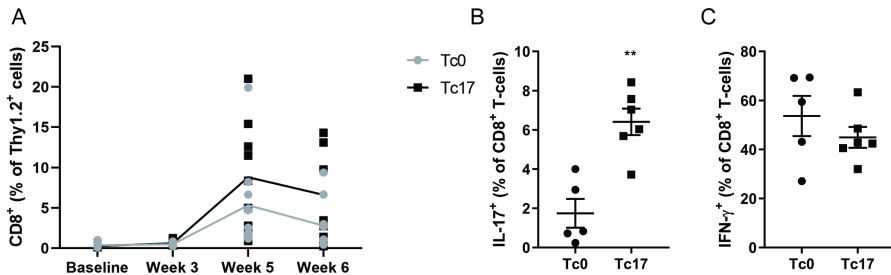 A
CD8⁺ (% of Thy1.2⁺ cells)
25
20
15
10
5
0
Baseline
Week 3
Week 5
Week 6
Tc0
Tc17
B
IL-17⁺ (% of CD8⁺ T-cells)
10
8
6
4
2
0
**
Tc0
Tc17
C
IFN-γ⁺ (% of CD8⁺ T-cells)
80
60
40
20
0
Tc0
Tc17